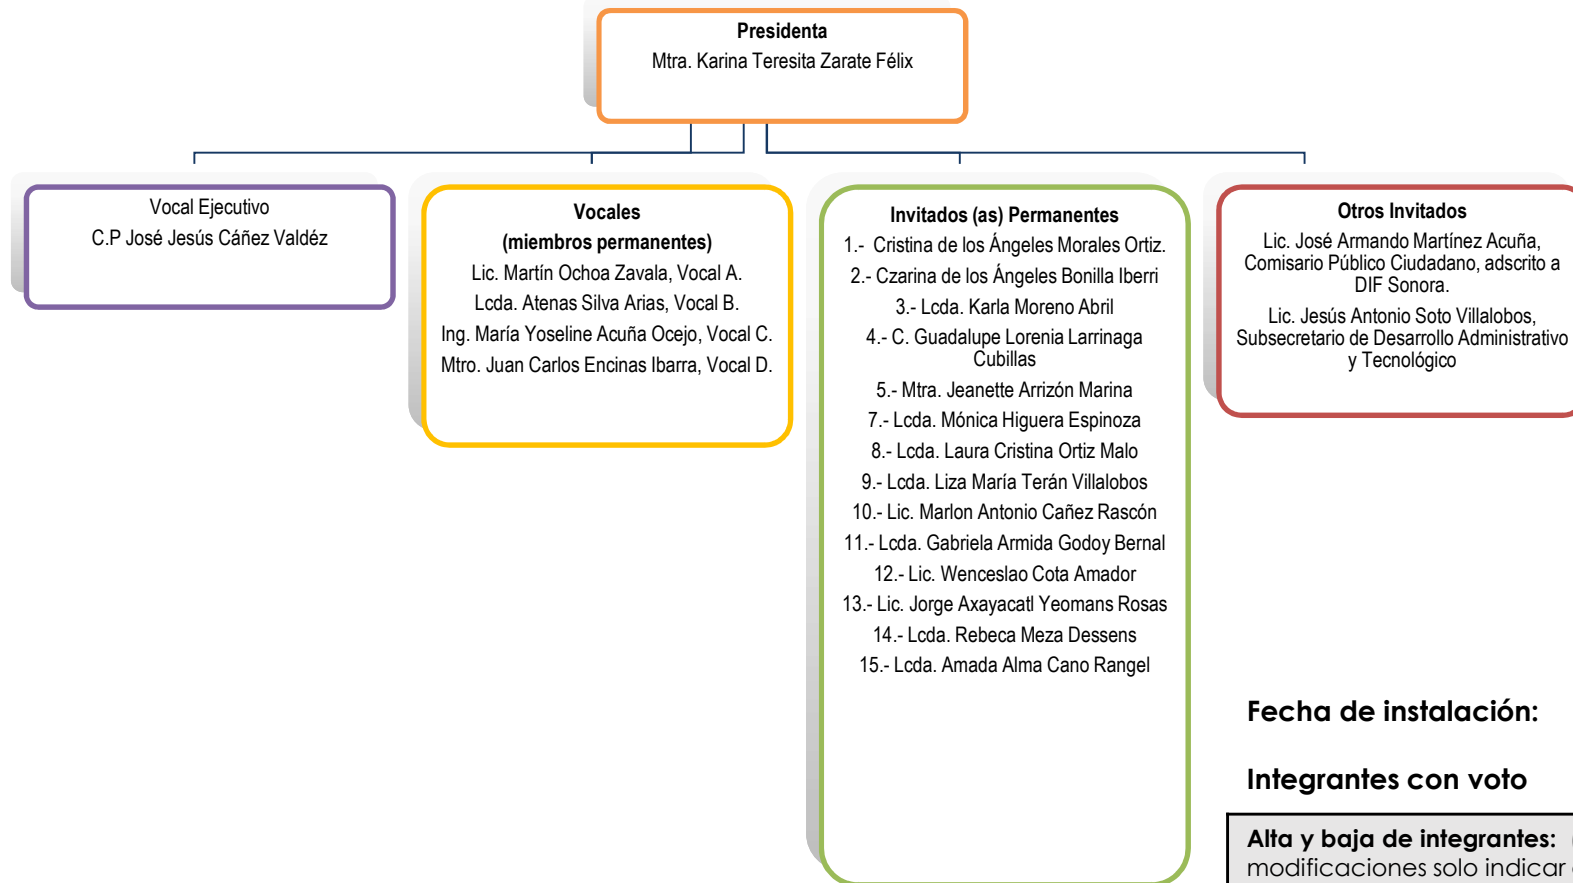 Presidenta
Mtra. Karina Teresita Zarate Félix
Vocal Ejecutivo
C.P José Jesús Cáñez Valdéz
Vocales
(miembros permanentes)
Lic. Martín Ochoa Zavala, Vocal A.
Lcda. Atenas Silva Arias, Vocal B.
Ing. María Yoseline Acuña Ocejo, Vocal C.
Mtro. Juan Carlos Encinas Ibarra, Vocal D.
Invitados (as) Permanentes
1.- Cristina de los Ángeles Morales Ortiz.
2.- Czarina de los Ángeles Bonilla Iberri
3.- Lcda. Karla Moreno Abril
4.- C. Guadalupe Lorenia Larrinaga
Cubillas
5.- Mtra. Jeanette Arrizón Marina
7.- Lcda. Mónica Higuera Espinoza
8.- Lcda. Laura Cristina Ortiz Malo
9.- Lcda. Liza María Terán Villalobos
10.- Lic. Marlon Antonio Cañez Rascón
11.- Lcda. Gabriela Armida Godoy Bernal
12.- Lic. Wenceslao Cota Amador
13.- Lic. Jorge Axayacatl Yeomans Rosas
14.- Lcda. Rebeca Meza Dessens
15.- Lcda. Amada Alma Cano Rangel
Otros Invitados
Lic. José Armando Martínez Acuña,
Comisario Público Ciudadano, adscrito a
DIF Sonora.
Lic. Jesús Antonio Soto Villalobos,
Subsecretario de Desarrollo Administrativo
y Tecnológico
Fecha de instalación:
Integrantes con voto
Alta y baja de integrantes:
modificaciones solo indicar